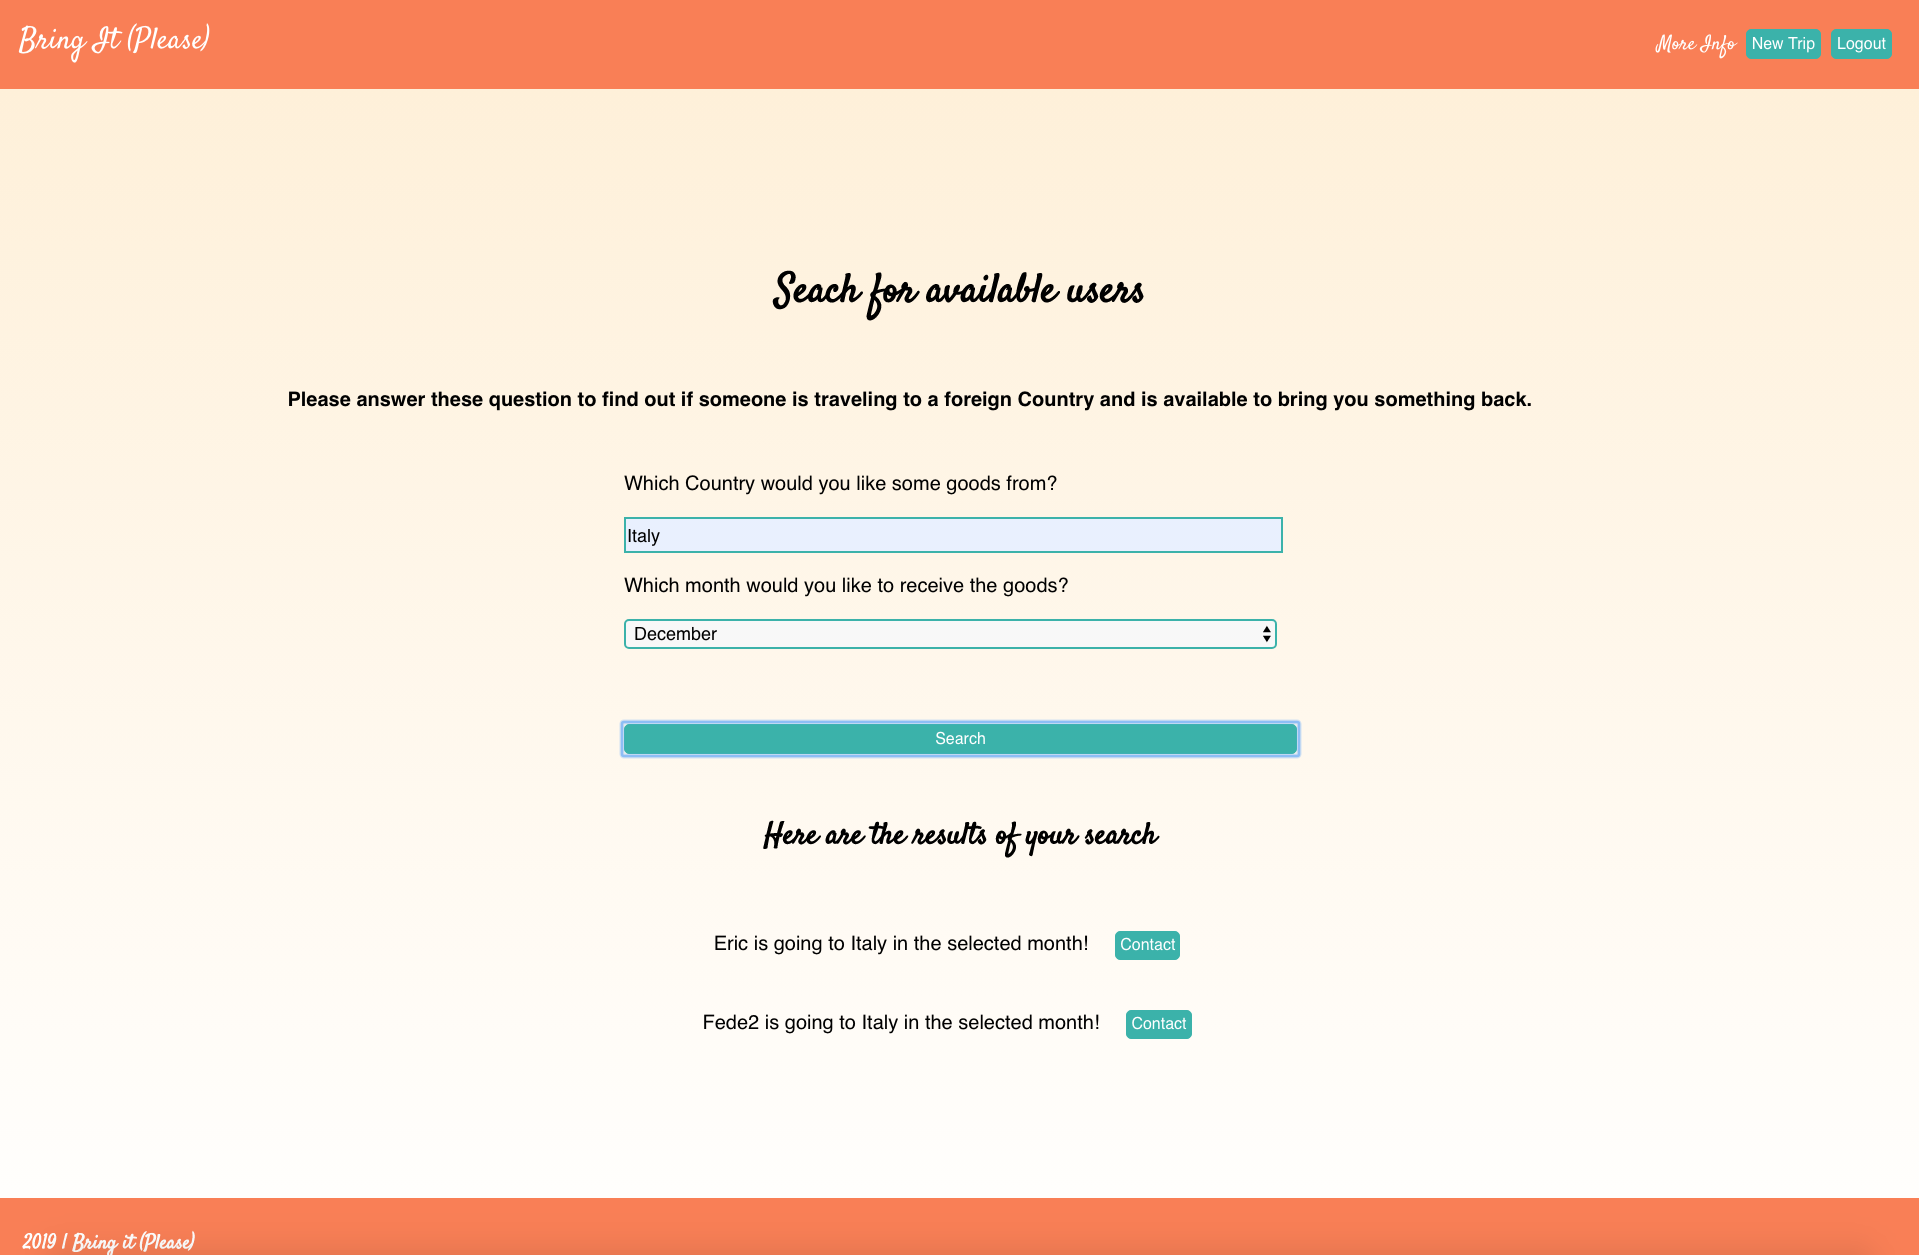 Bring It (Please)
More Info New Trip Logout
Seach for available users
Please answer these question to find out if someone is traveling to a foreign Country and is available to bring you something back.
Which Country would you like some goods from?
Italy
Which month would you like to receive the goods?
December
Search
Here are the results of your search
Eric is going to Italy in the selected month! Contact
Fede2 is going to Italy in the selected month! Contact
2019 | Bring it (Please)